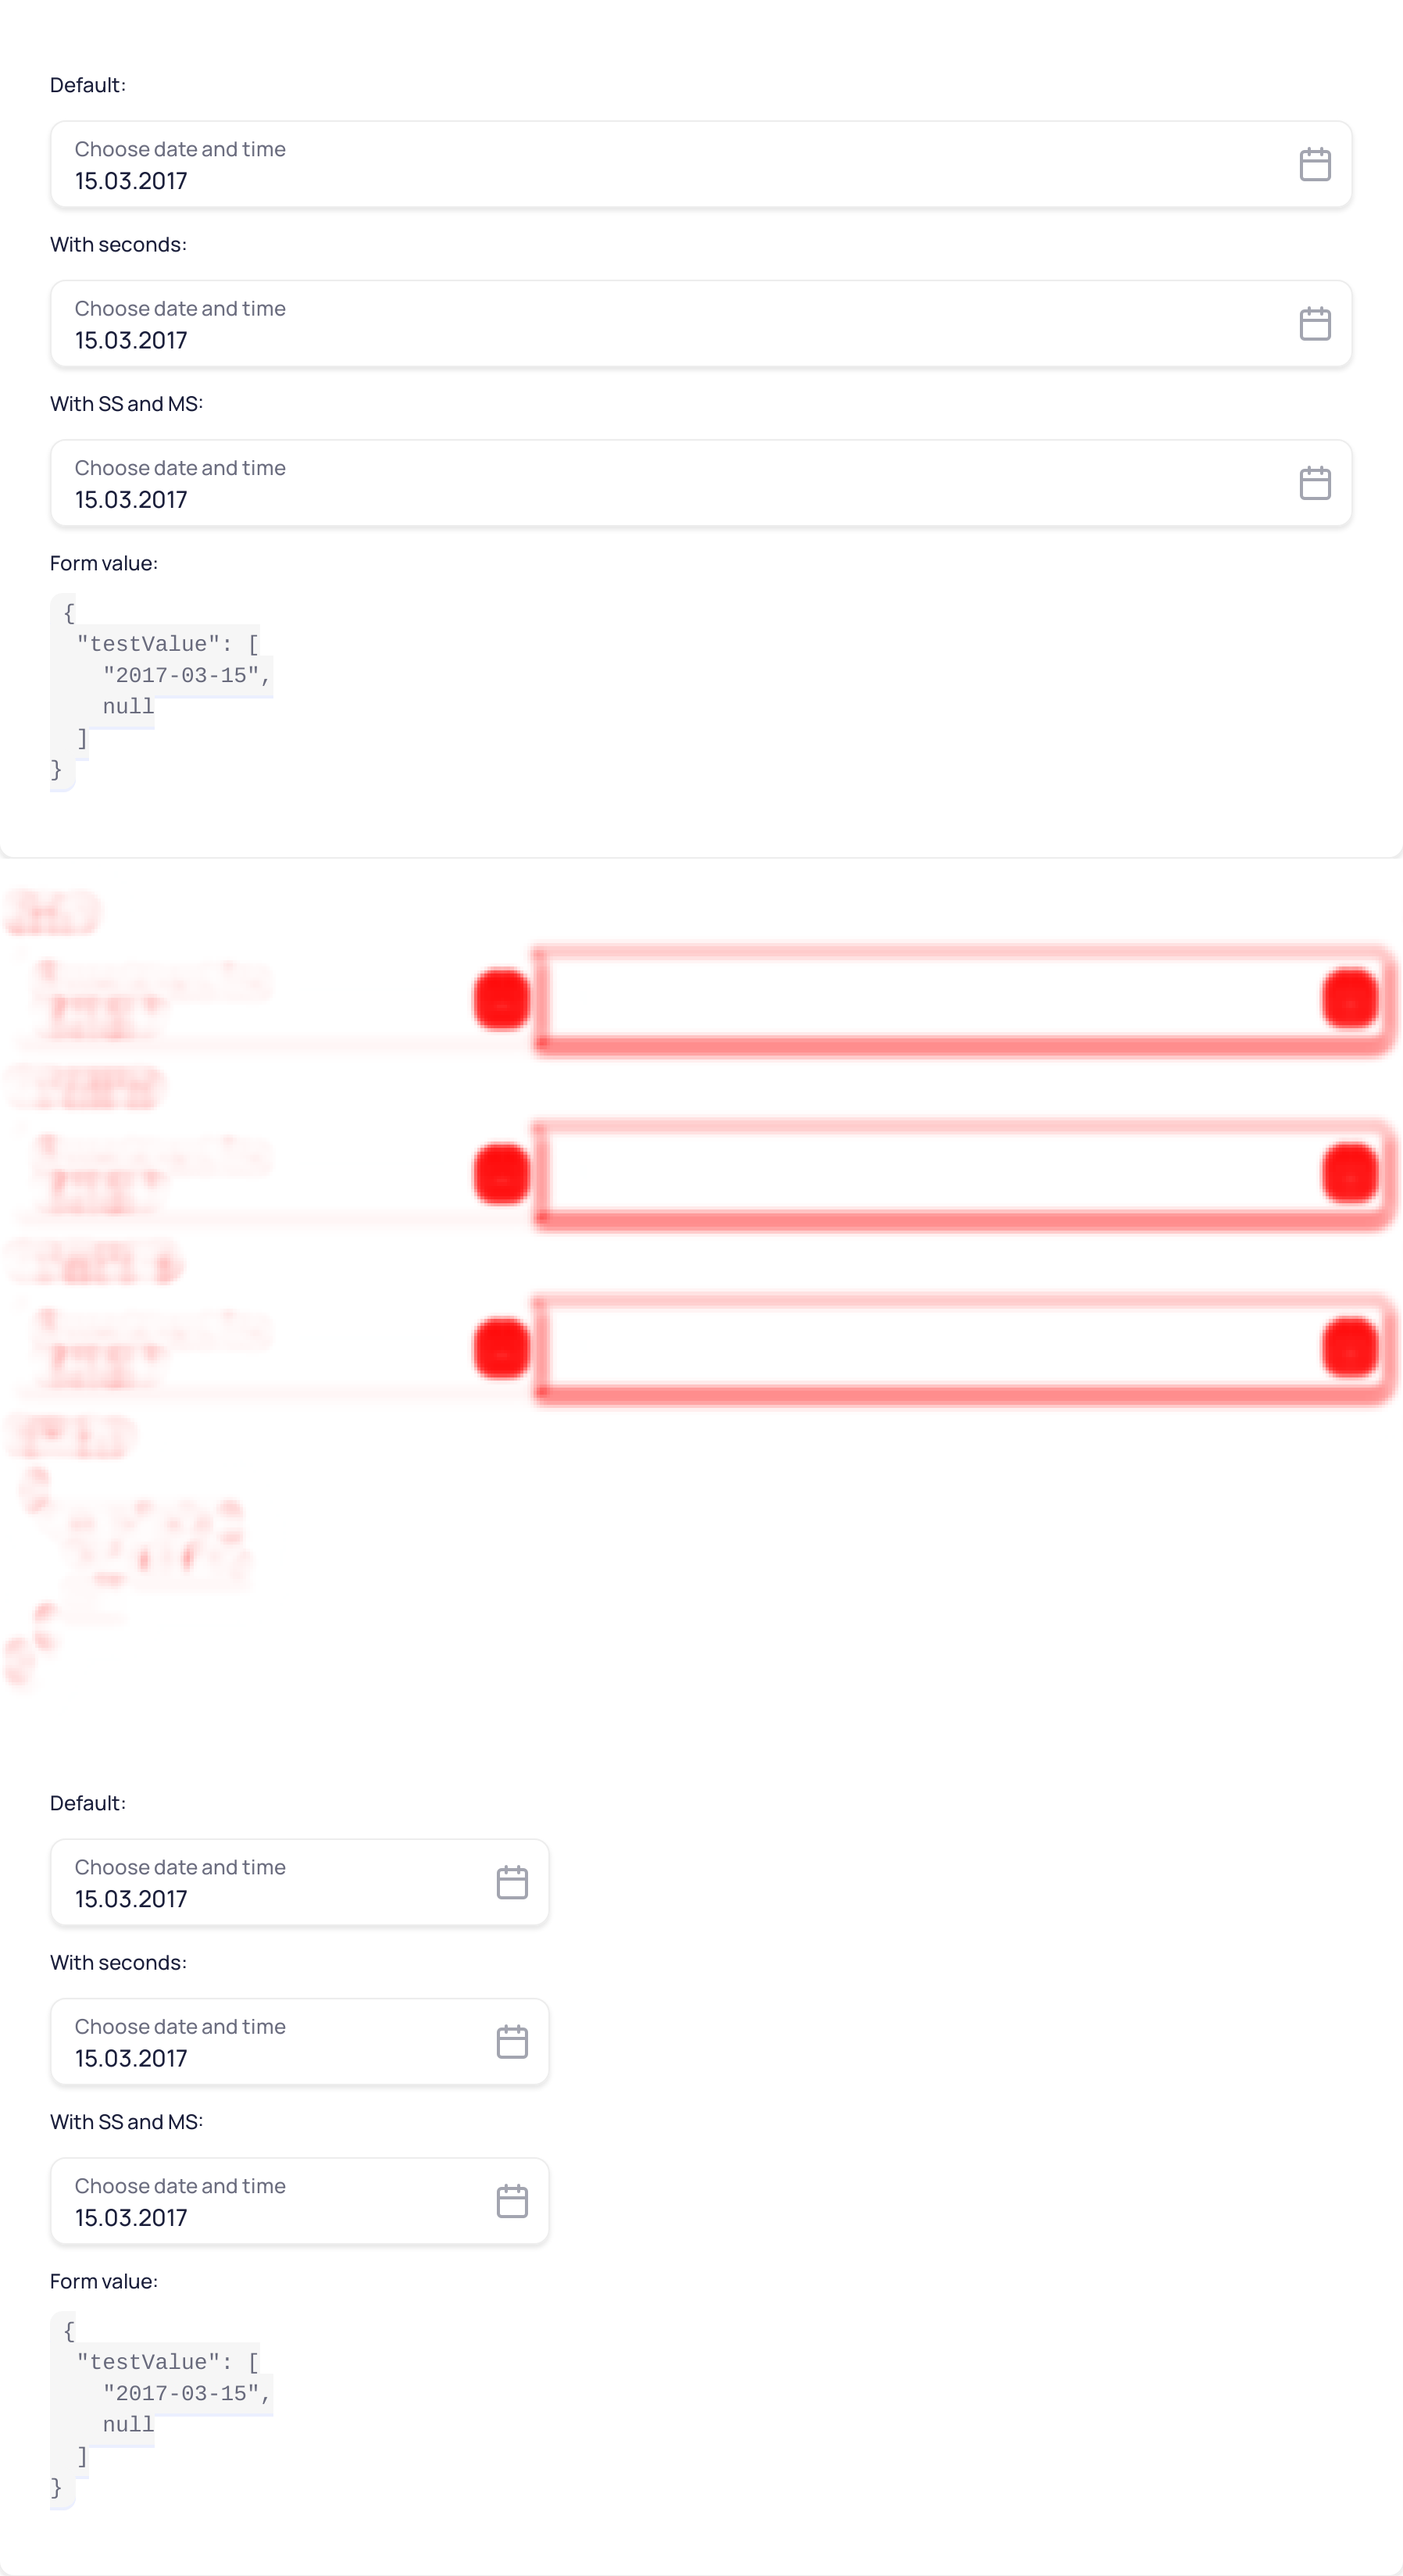 Default:
Choose date and time
15.03.2017
With seconds:
Choose date and time
15.03.2017
With SS and MS:
Choose date and time
15.03.2017
Form value:
{
"testValue": [
"2017-03-15",
null
]
}
Default:
Choose date and time
15.03.2017
With seconds:
Choose date and time
15.03.2017
With SS and MS:
Choose date and time
15.03.2017
Form value:
{
"testValue": [
"2017-03-15",
null
]
}